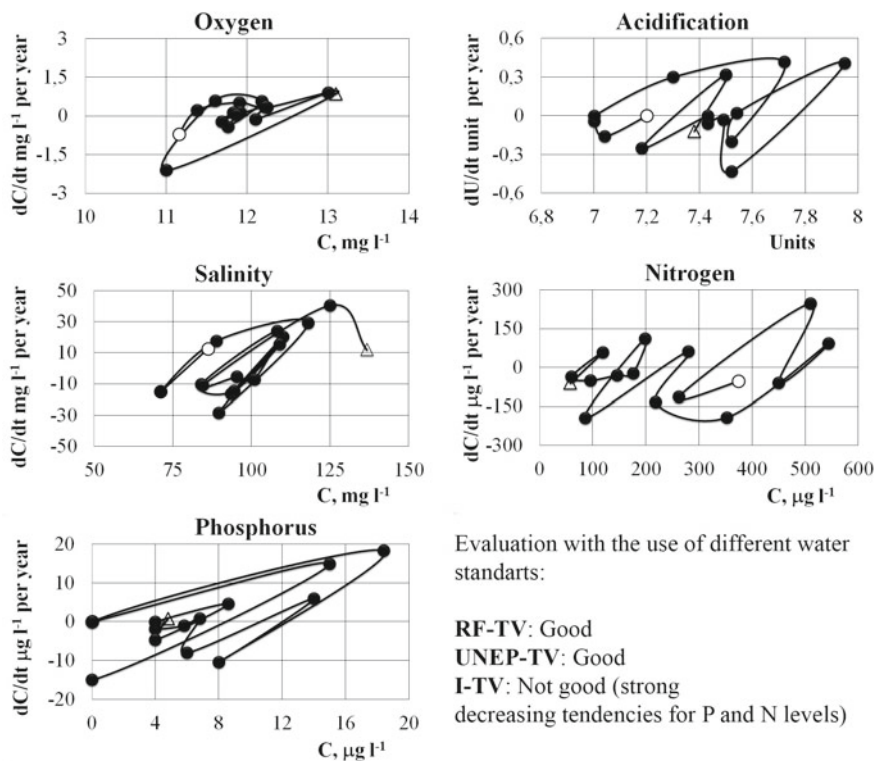 Oxygen
dC/dt mg l⁻¹ per year
3
1.5
0
-1.5
-3
10
11
12
13
14
C, mg l⁻¹
Acidification
dU/dt unit per year
0,6
0,3
0
-0,3
-0,6
6,8
7
7,2
7,4
7,6
7,8
8
Units
Salinity
dC/dt mg l⁻¹ per year
50
30
10
-10
-30
-50
50
75
100
125
150
C, mg l⁻¹
Nitrogen
dC/dt µg l⁻¹ per year
300
150
0
-150
-300
0
100
200
300
400
500
600
C, µg l⁻¹
Phosphorus
dC/dt µg l⁻¹ per year
20
10
0
-10
-20
0
4
8
12
16
20
C, µg l⁻¹
Evaluation with the use of different water
standarts:
RF-TV: Good
UNEP-TV: Good
I-TV: Not good (strong
decreasing tendencies for P and N levels)